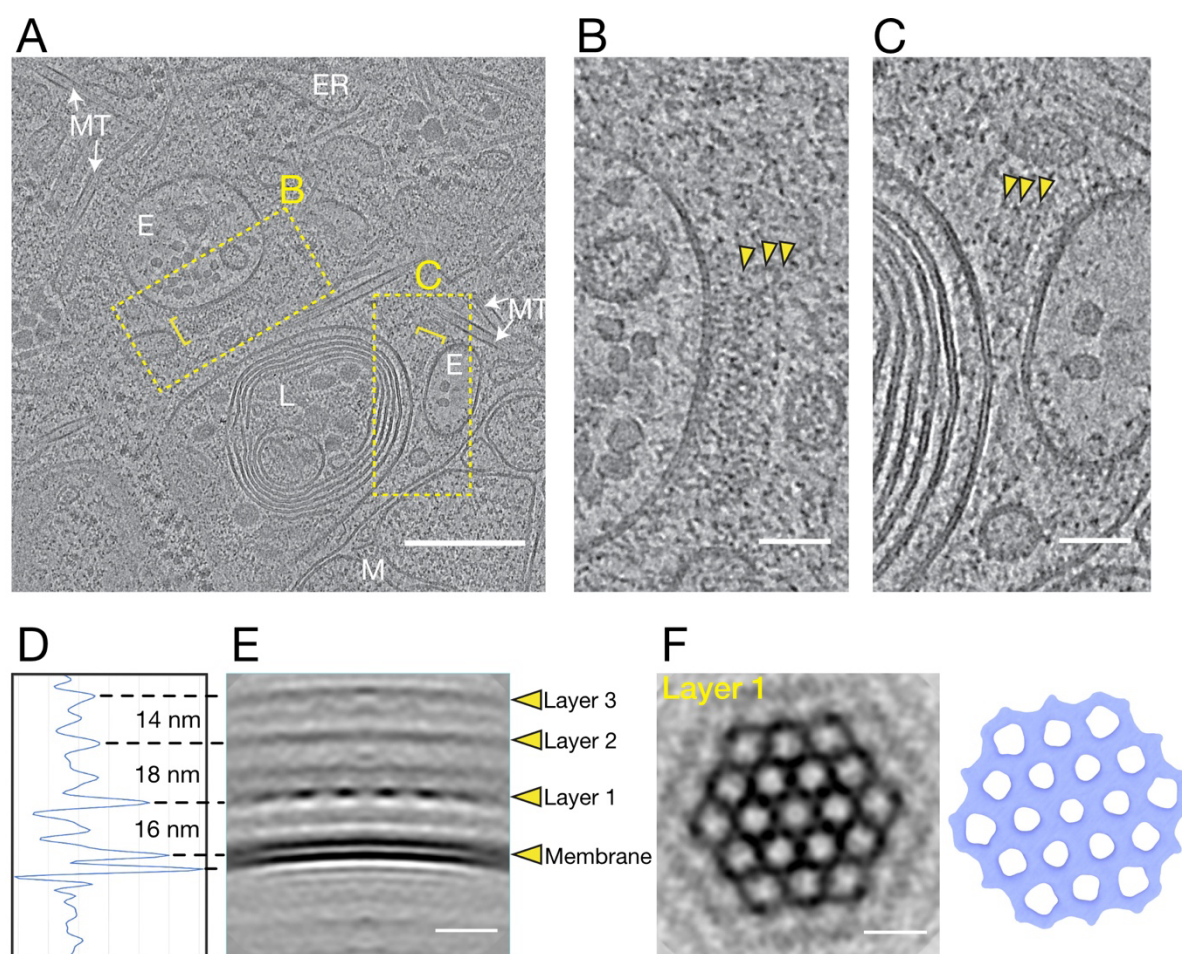 A
B
C
ER
MT
B
E
C
MT
E
L
M
D
E
F
14 nm
18 nm
16 nm
Layer 3
Layer 2
Layer 1
Membrane
Layer 1